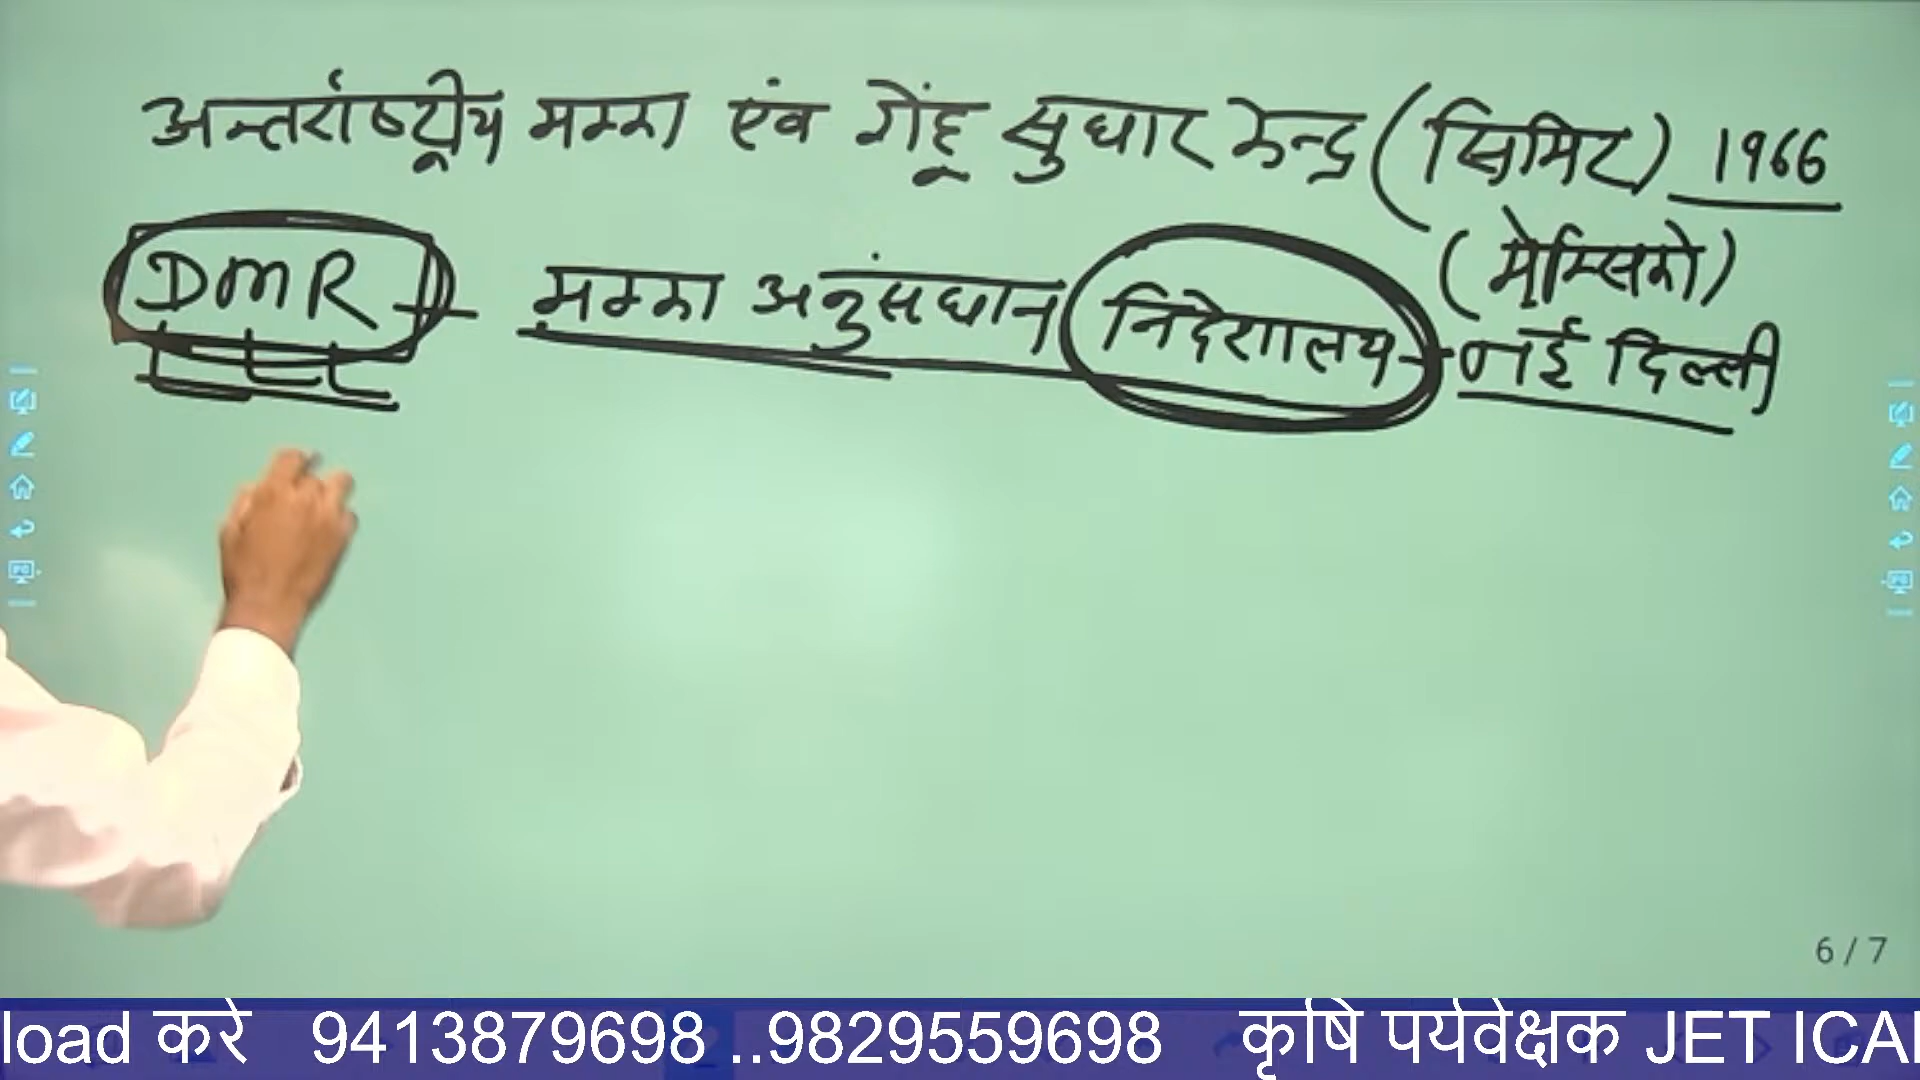 अन्तर्राष्ट्रीय मक्का एंव गेंहू सुधार केन्द्र (सिमिट) 1966
(मेक्सिको)
DMR - मक्का अनुंसधान निदेशालय - नई दिल्ली
6 / 7
load करे 9413879698 ..9829559698 कृषि पर्यवेक्षक JET ICA